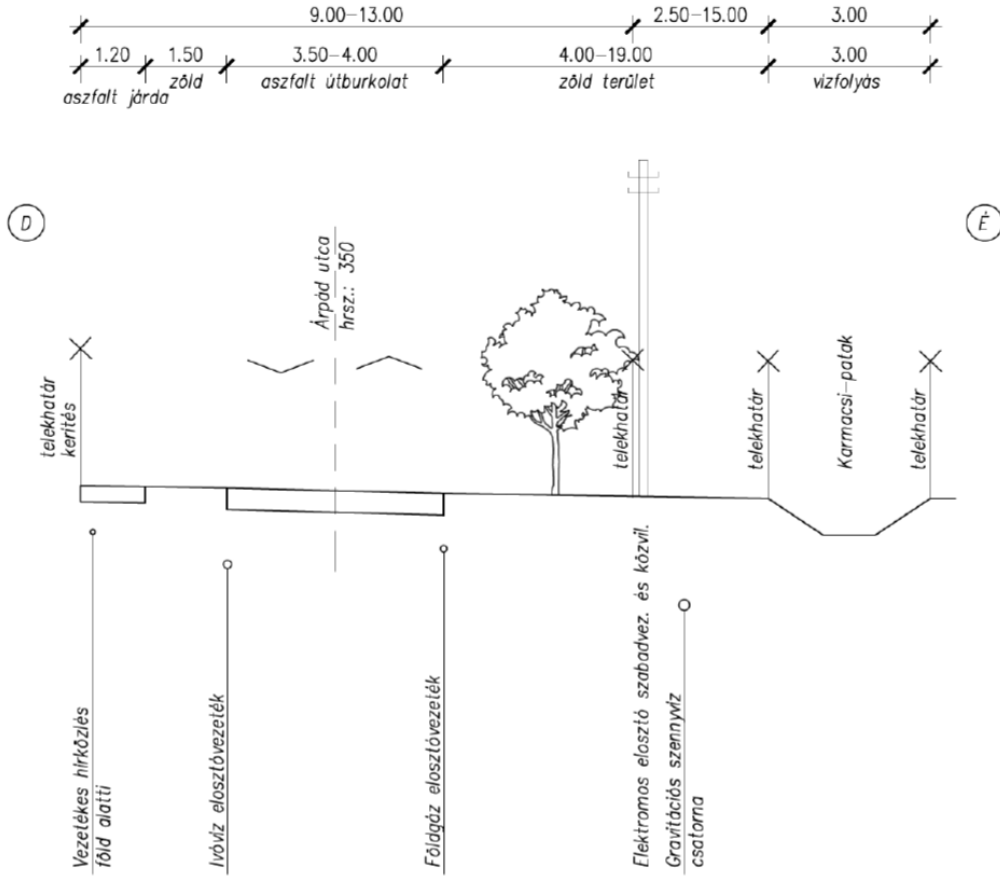 9.00-13.00
2.50-15.00
3.00
1.20
1.50
3.50-4.00
4.00-19.00
3.00
aszfalt járda
zöld
aszfalt útburkolat
zöld terület
vízfolyás
D
É
Árpád utca
hrsz.: 350
telekhatár
kerítés
telekhatár
telekhatár
Karmacsi-patak
telekhatár
Vezetékes hírközlés
föld alatti
Ivóvíz elosztóvezeték
Földgáz elosztóvezeték
Elektromos elosztó szabadvez. és közvil.
Gravitációs szennyvíz
csatorna